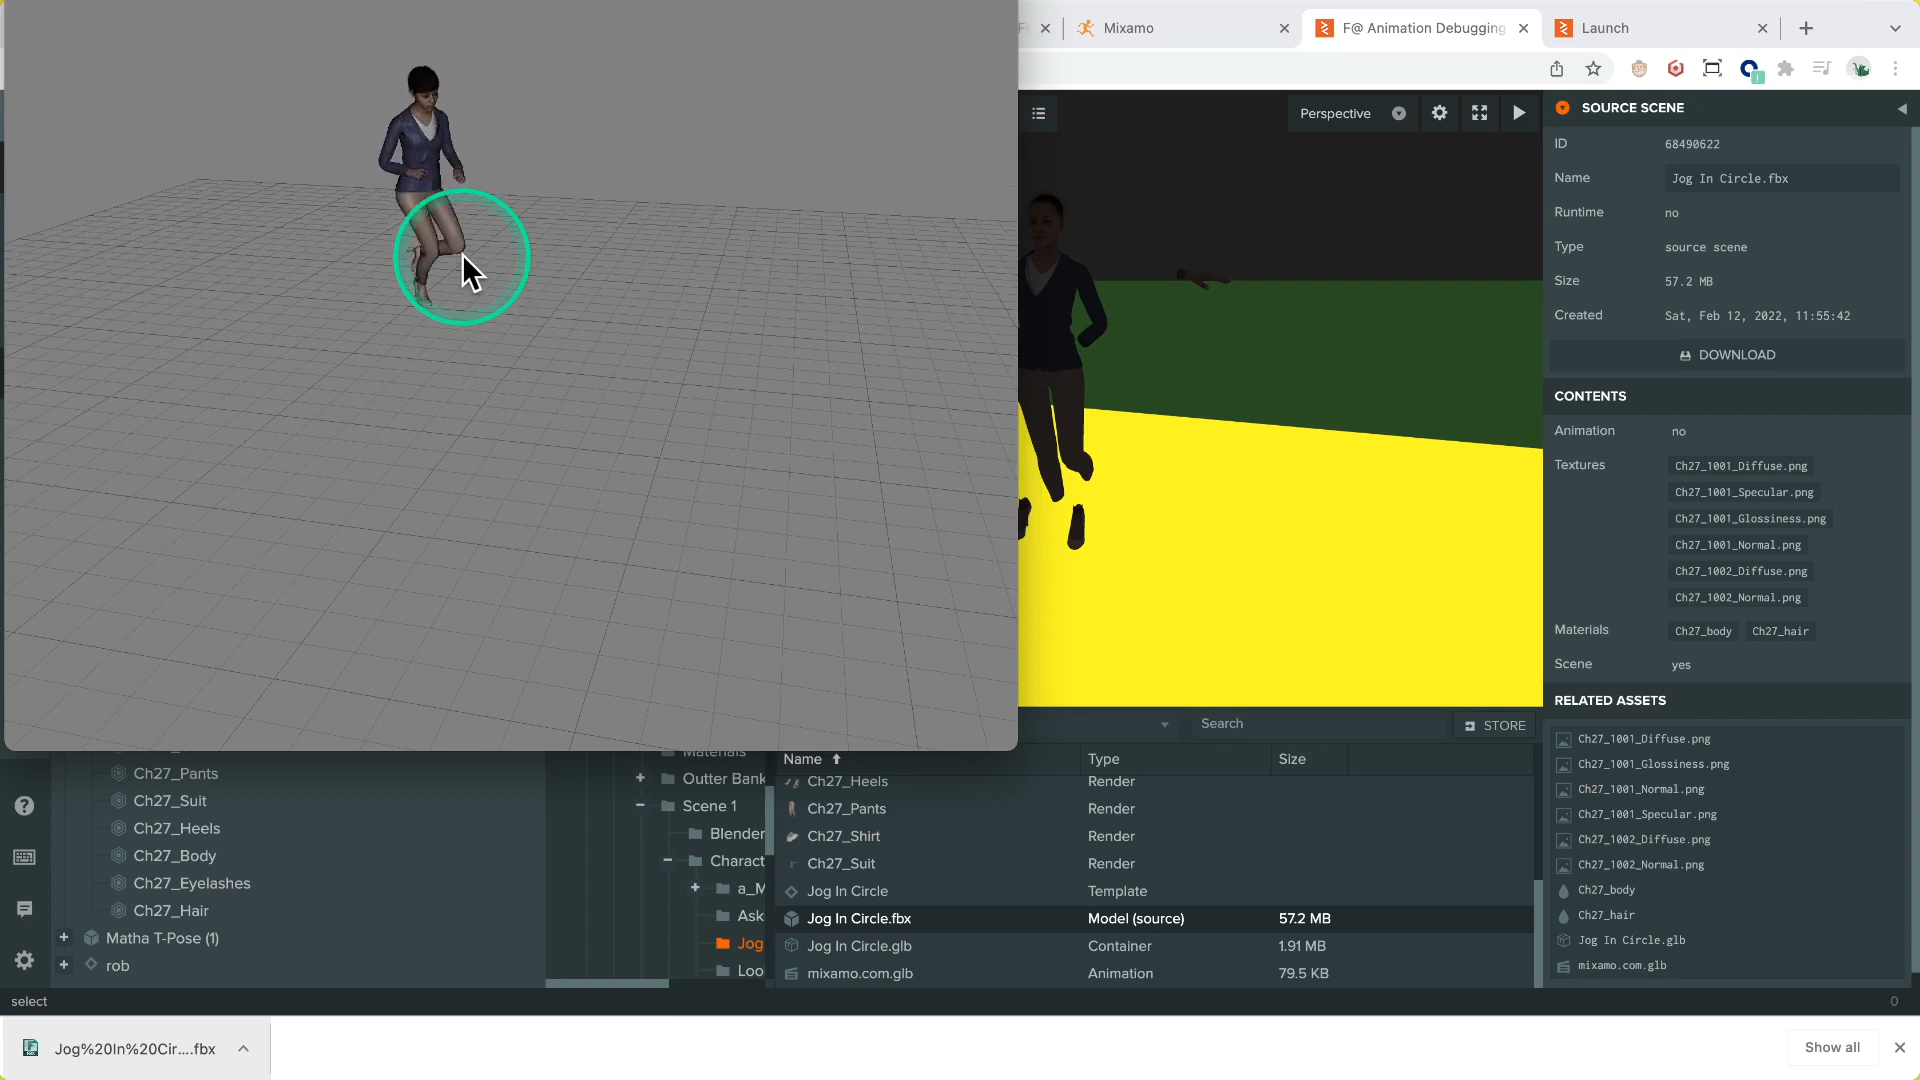 Mixamo
F@ Animation Debugging
Launch
Perspective
SOURCE SCENE
ID
68490622
Name
Jog In Circle.fbx
Runtime
no
Type
source scene
Size
57.2 MB
Created
Sat, Feb 12, 2022, 11:55:42
DOWNLOAD
CONTENTS
Animation
no
Textures
Ch27_1001_Diffuse.png
Ch27_1001_Specular.png
Ch27_1001_Glossiness.png
Ch27_1001_Normal.png
Ch27_1002_Diffuse.png
Ch27_1002_Normal.png
Materials
Ch27_body
Ch27_hair
Scene
yes
RELATED ASSETS
Ch27_1001_Diffuse.png
Ch27_1001_Glossiness.png
Ch27_1001_Normal.png
Ch27_1001_Specular.png
Ch27_1002_Diffuse.png
Ch27_1002_Normal.png
Ch27_body
Ch27_hair
Jog In Circle.glb
mixamo.com.glb
Search
STORE
Ch27_Pants
Ch27_Suit
Ch27_Heels
Ch27_Body
Ch27_Eyelashes
Ch27_Hair
Matha T-Pose (1)
rob
Materials
Outter Bank
Scene 1
Blender
Charact
a_M
Ask
Jog
Loo
Name
Type
Size
Ch27_Heels
Render
Ch27_Pants
Render
Ch27_Shirt
Render
Ch27_Suit
Render
Jog In Circle
Template
Jog In Circle.fbx
Model (source)
57.2 MB
Jog In Circle.glb
Container
1.91 MB
mixamo.com.glb
Animation
79.5 KB
select
0
Jog%20In%20Cir....fbx
Show all